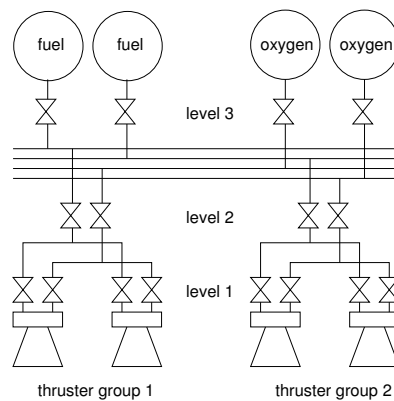 fuel fuel oxygen oxygen
level 3
level 2
level 1
thruster group 1 thruster group 2